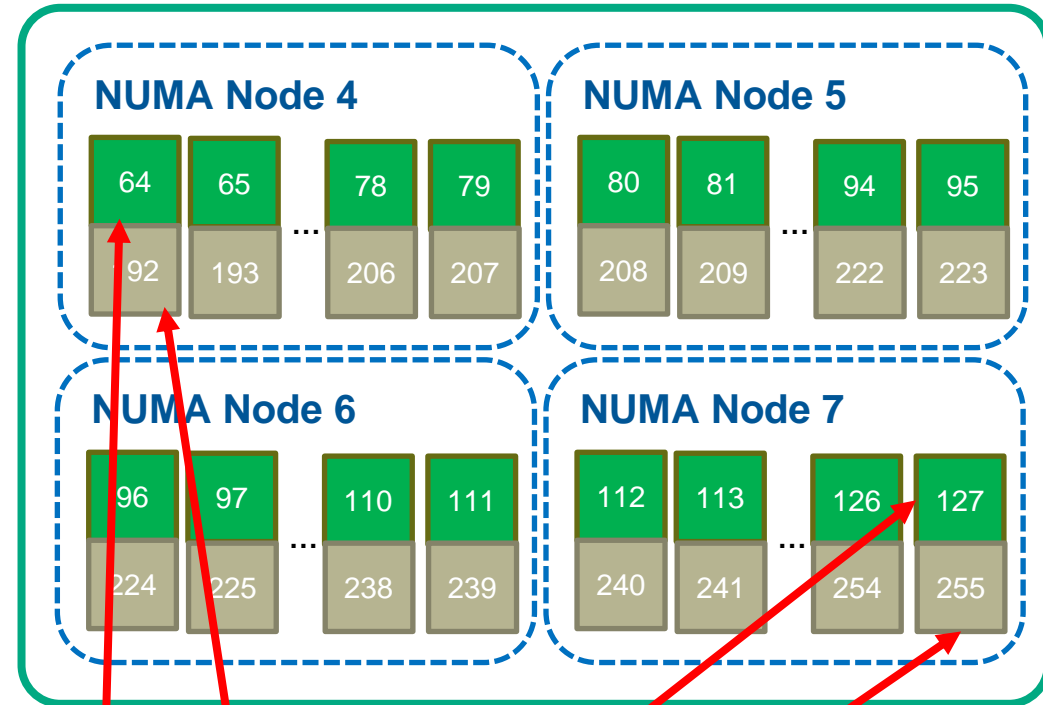 NUMA Node 4
64 65 ... 78 79
192 193 206 207
NUMA Node 5
80 81 ... 94 95
208 209 222 223
NUMA Node 6
96 97 ... 110 111
224 225 238 239
NUMA Node 7
112 113 ... 126 127
240 241 254 255